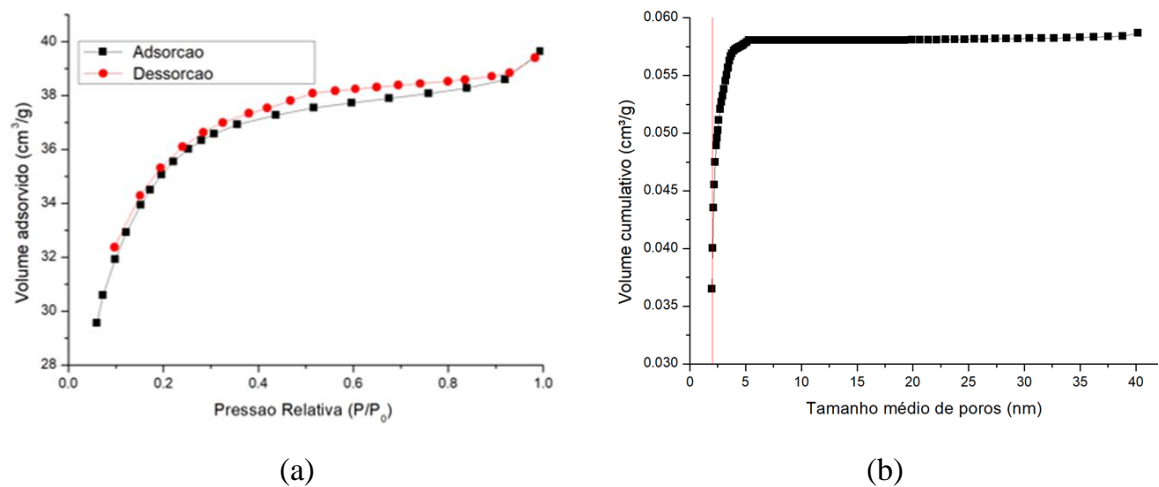 40
38
36
34
32
30
28
Volume adsorvido (cm³/g)
Adsorcao
Dessorcao
0.0 0.2 0.4 0.6 0.8 1.0
Pressao Relativa (P/P₀)
(a)
0.060
0.055
0.050
0.045
0.040
0.035
0.030
Volume cumulativo (cm³/g)
0 5 10 15 20 25 30 35 40
Tamanho médio de poros (nm)
(b)